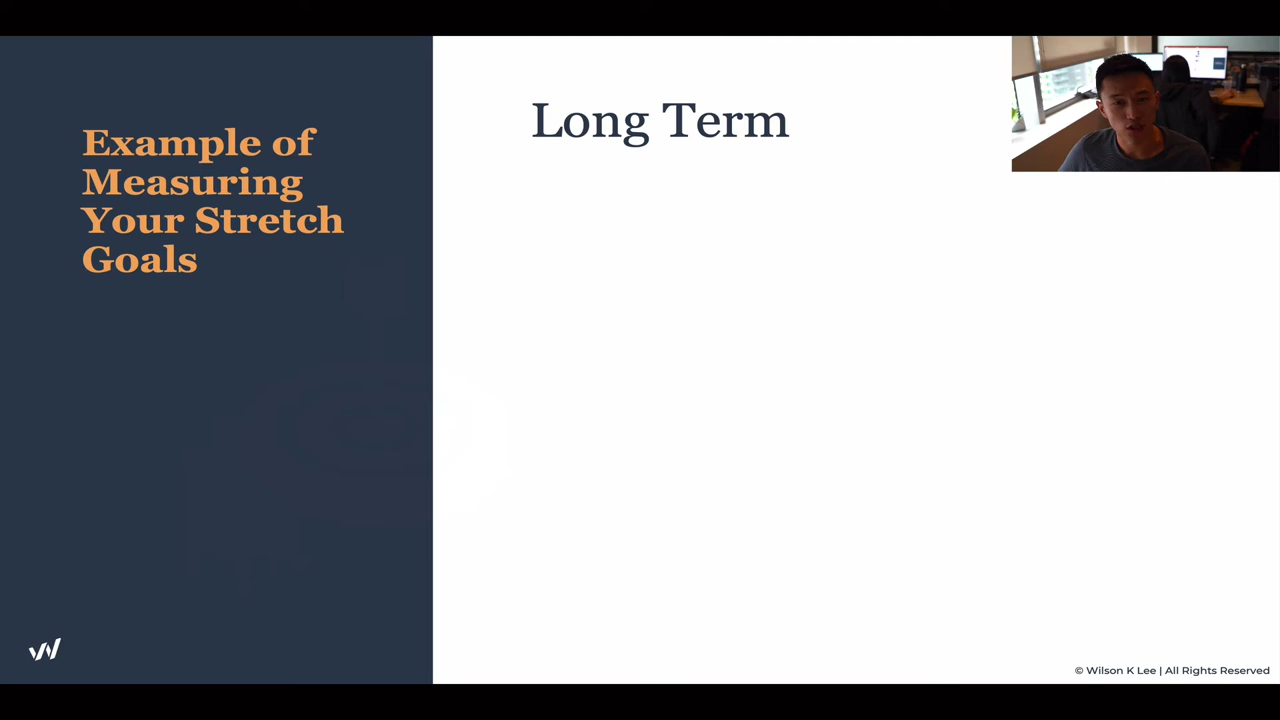 Example of
Measuring
Your Stretch
Goals
Long Term
© Wilson K Lee | All Rights Reserved